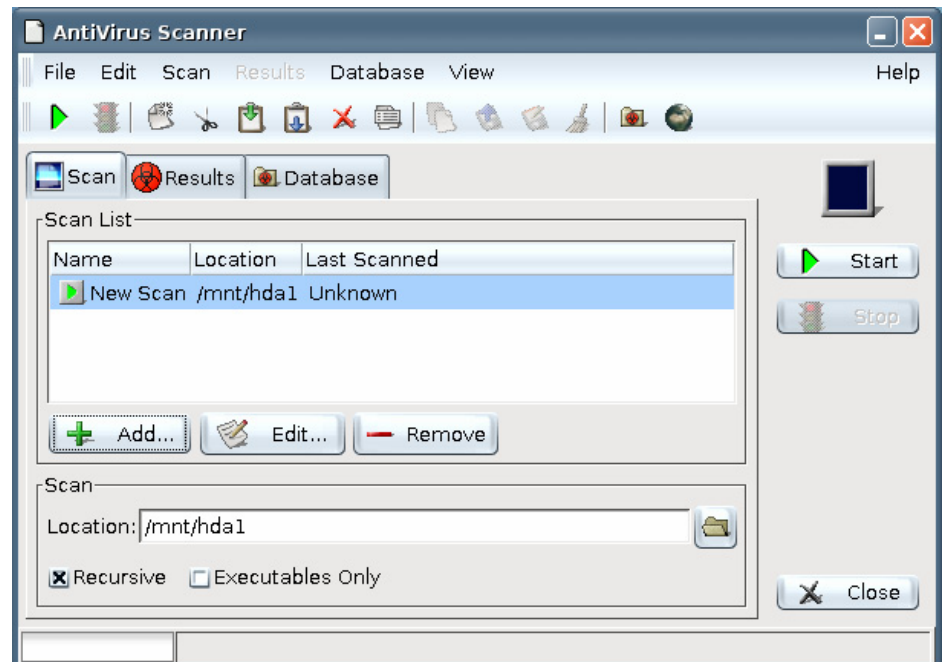 AntiVirus Scanner
File Edit Scan Results Database View Help
Scan Results Database
Scan List
Name Location Last Scanned
New Scan /mnt/hda1 Unknown
Start
Stop
Add... Edit... Remove
Scan
Location: /mnt/hda1
Recursive Executables Only
Close